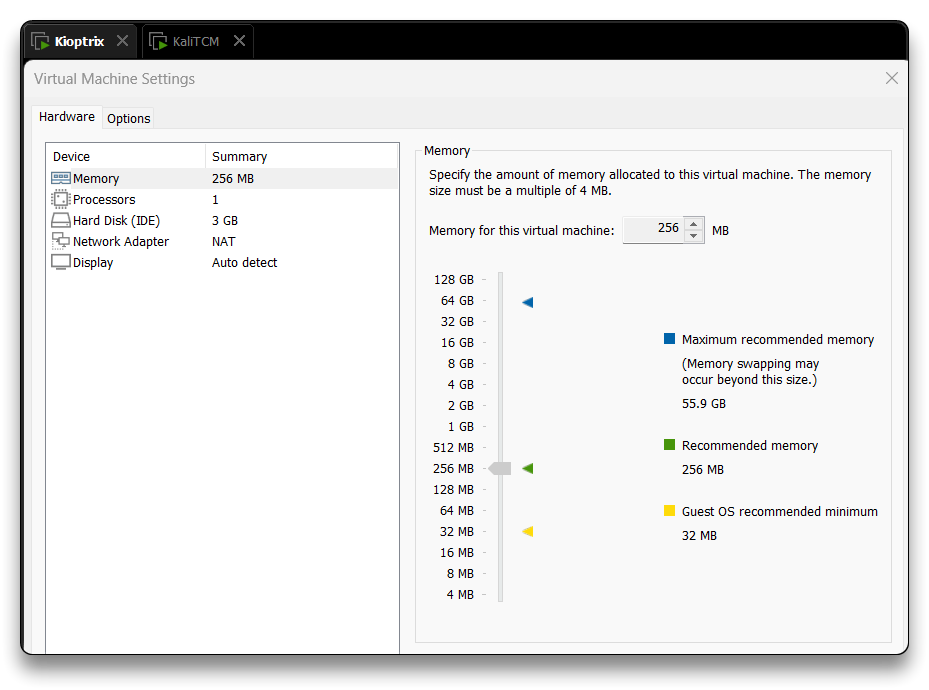 Kioptrix
KaliTCM
Virtual Machine Settings
Hardware
Options
Device Summary
Memory 256 MB
Processors 1
Hard Disk (IDE) 3 GB
Network Adapter NAT
Display Auto detect
Memory
Specify the amount of memory allocated to this virtual machine. The memory
size must be a multiple of 4 MB.
Memory for this virtual machine: 256 MB
128 GB
64 GB
32 GB
16 GB
8 GB
4 GB
2 GB
1 GB
512 MB
256 MB
128 MB
64 MB
32 MB
16 MB
8 MB
4 MB
Maximum recommended memory
(Memory swapping may
occur beyond this size.)
55.9 GB
Recommended memory
256 MB
Guest OS recommended minimum
32 MB